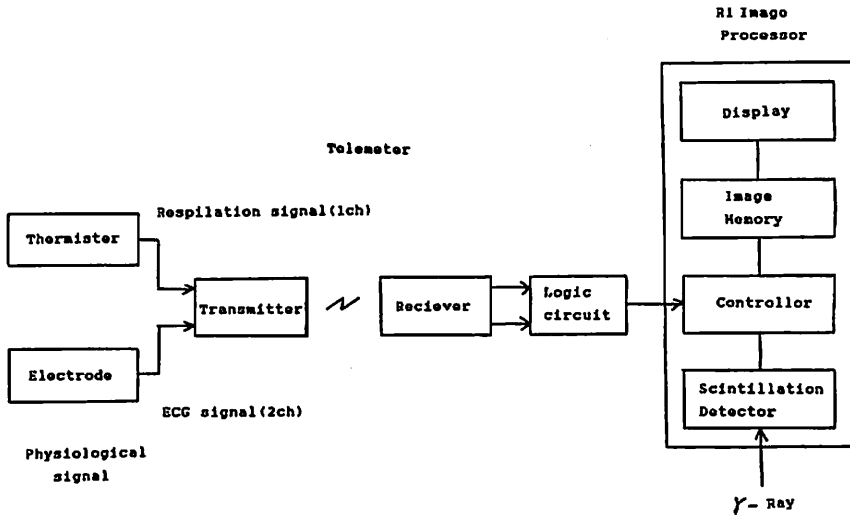 RI Imago
Processor
Display
Telemeter
Image
Memory
Respilation signal(1ch)
Thermister
Transmitter
Reciever
Logic
circuit
Controllor
Electrode
Scintillation
Detector
ECG signal(2ch)
Physiological
signal
γ- Ray